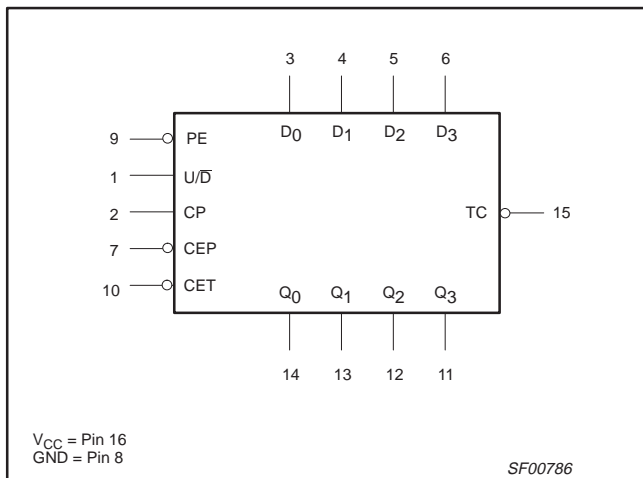 3 4 5 6
D0 D1 D2 D3
9 PE
1 U/D̅
2 CP
TC 15
7 CEP
10 CET
Q0 Q1 Q2 Q3
14 13 12 11
VCC = Pin 16
GND = Pin 8
SF00786